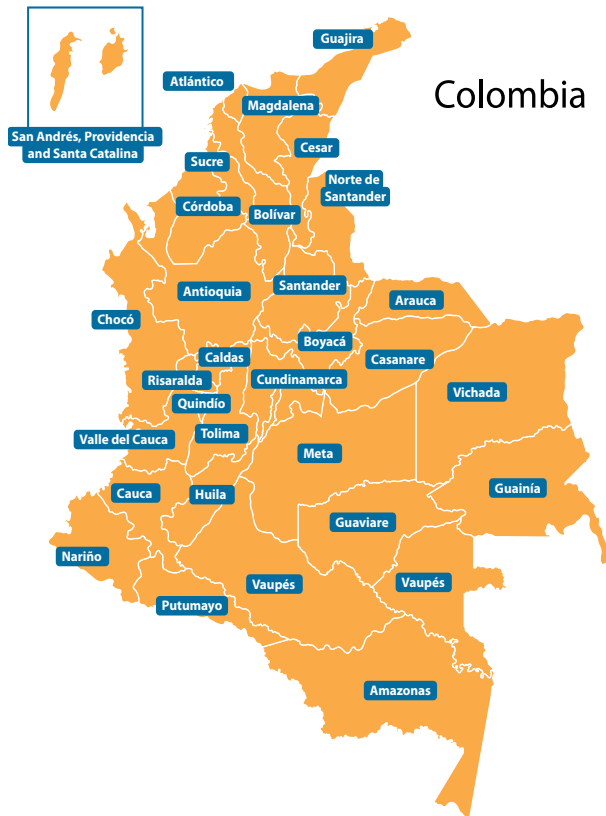 Guajira
Colombia
Atlántico
Magdalena
San Andrés, Providencia
and Santa Catalina
Cesar
Sucre
Norte de
Santander
Córdoba
Bolívar
Antioquia
Santander
Arauca
Chocó
Boyacá
Caldas
Casanare
Risaralda
Cundinamarca
Vichada
Quindío
Valle del Cauca
Tolima
Meta
Cauca
Huila
Guainía
Guaviare
Nariño
Vaupés
Vaupés
Putumayo
Amazonas